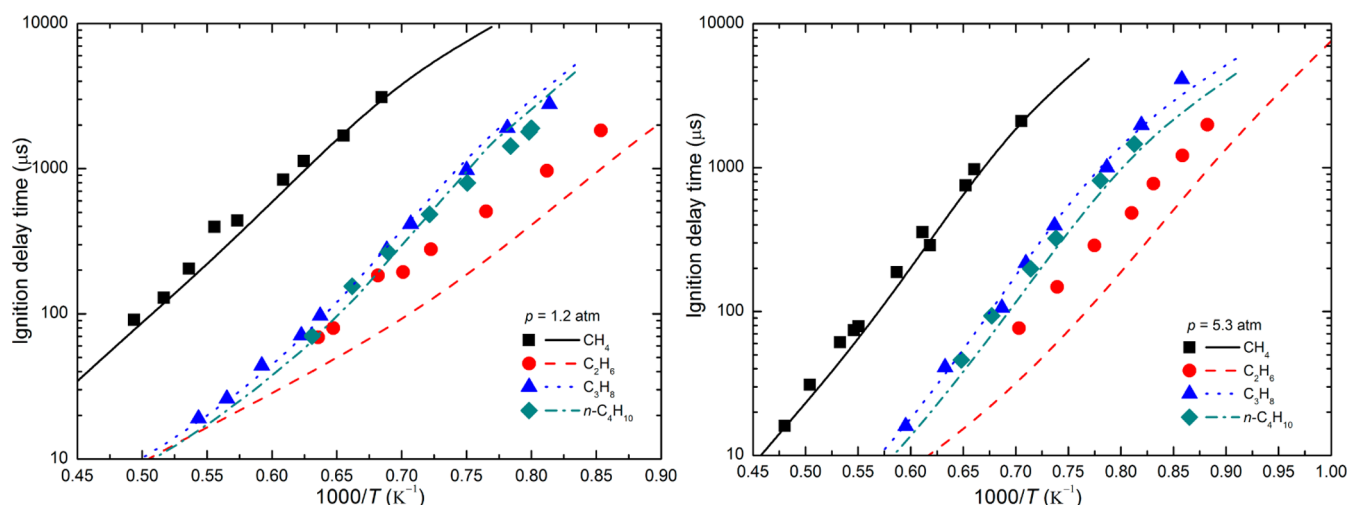 10000
1000
100
10
Ignition delay time (μs)
p = 1.2 atm
CH₄
C₂H₆
C₃H₈
n-C₄H₁₀
0.45 0.50 0.55 0.60 0.65 0.70 0.75 0.80 0.85 0.90
1000/T (K⁻¹)
10000
1000
100
10
Ignition delay time (μs)
p = 5.3 atm
CH₄
C₂H₆
C₃H₈
n-C₄H₁₀
0.45 0.50 0.55 0.60 0.65 0.70 0.75 0.80 0.85 0.90 0.95 1.00
1000/T (K⁻¹)